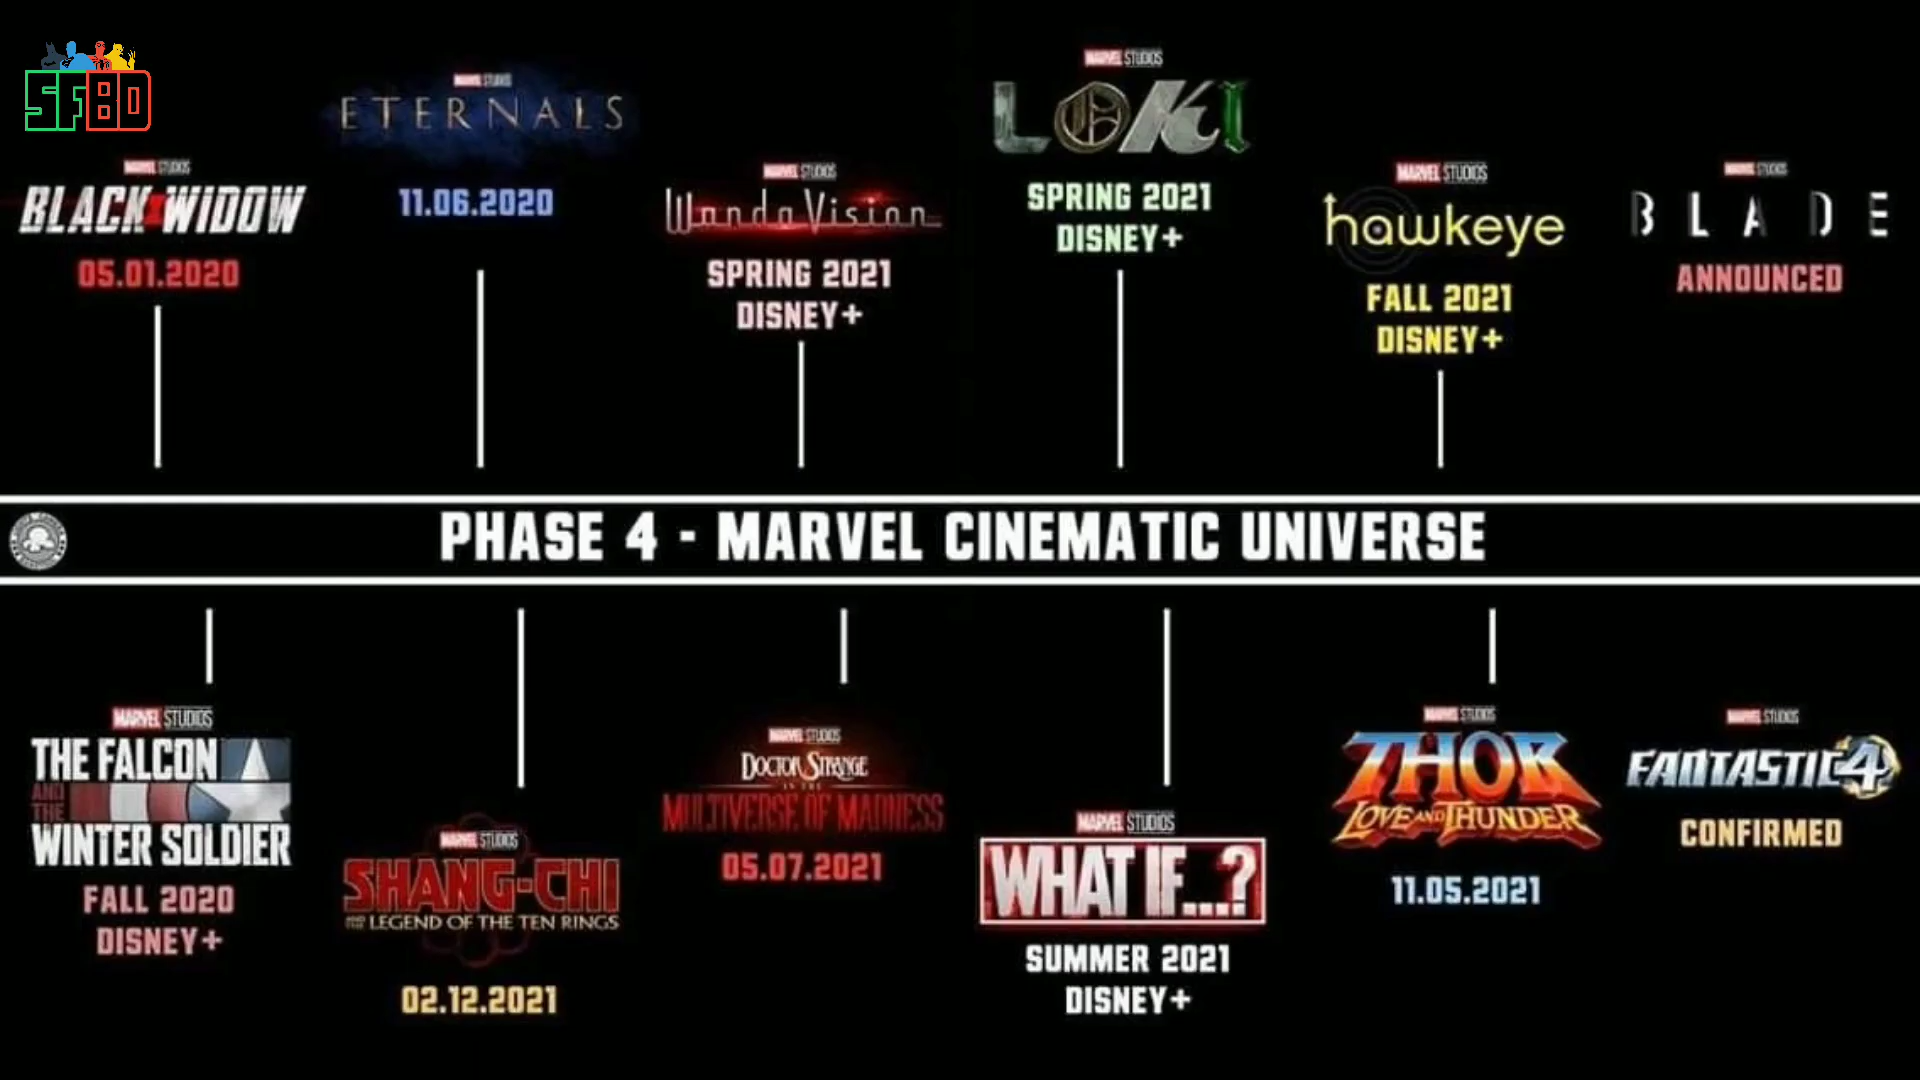 SFBD
MARVEL STUDIOS
BLACK WIDOW
05.01.2020
MARVEL STUDIOS
ETERNALS
11.06.2020
MARVEL STUDIOS
WandaVision
SPRING 2021
DISNEY+
MARVEL STUDIOS
LOKI
SPRING 2021
DISNEY+
MARVEL STUDIOS
hawkeye
FALL 2021
DISNEY+
MARVEL STUDIOS
BLADE
ANNOUNCED
PHASE 4 - MARVEL CINEMATIC UNIVERSE
MARVEL STUDIOS
THE FALCON
AND
THE
WINTER SOLDIER
FALL 2020
DISNEY+
MARVEL STUDIOS
SHANG-CHI
AND THE LEGEND OF THE TEN RINGS
02.12.2021
MARVEL STUDIOS
DOCTOR STRANGE
IN THE
MULTIVERSE OF MADNESS
05.07.2021
MARVEL STUDIOS
WHAT IF...?
SUMMER 2021
DISNEY+
MARVEL STUDIOS
THOR
LOVE AND THUNDER
11.05.2021
MARVEL STUDIOS
FANTASTIC 4
CONFIRMED